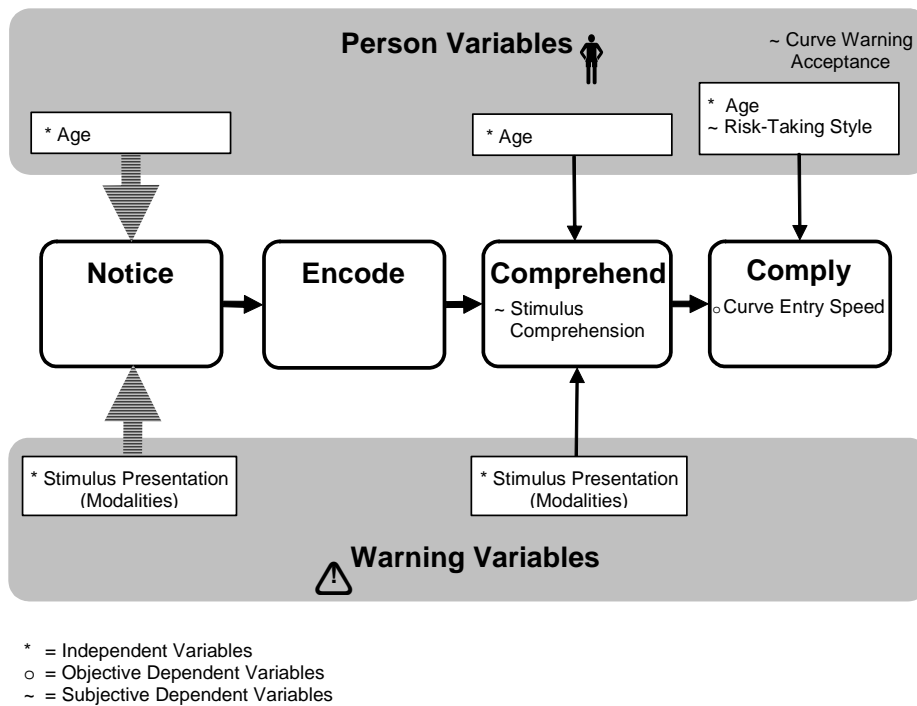 Person Variables
~ Curve Warning
Acceptance
* Age
* Age
* Age
~ Risk-Taking Style
Notice
Encode
Comprehend
~ Stimulus
Comprehension
Comply
o Curve Entry Speed
* Stimulus Presentation
(Modalities)
* Stimulus Presentation
(Modalities)
! Warning Variables
* = Independent Variables
o = Objective Dependent Variables
~ = Subjective Dependent Variables